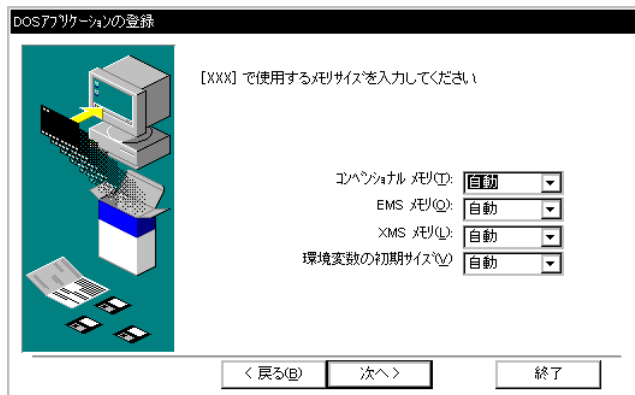 DOSアプリケーションの登録
[XXX] で使用するメモリサイズを入力してください
コンベンショナル メモリ(T): 自動
EMS メモリ(O): 自動
XMS メモリ(L): 自動
環境変数の初期サイズ(V) 自動
< 戻る(B) 次へ > 終了